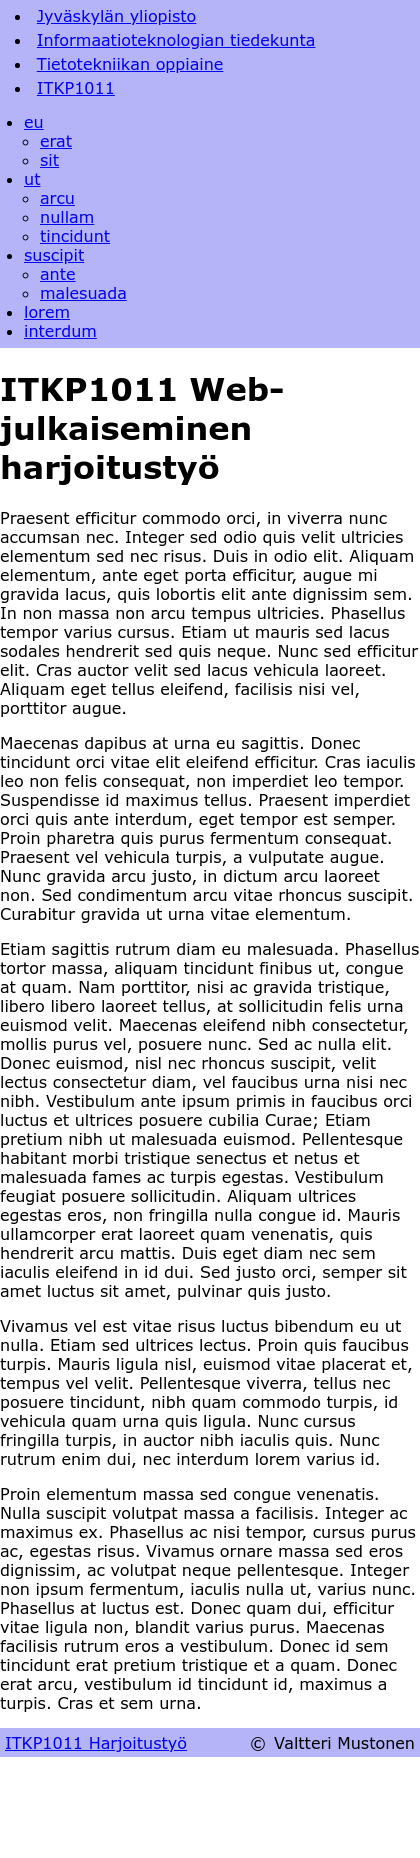 Jyväskylän yliopisto
Informaatioteknologian tiedekunta
Tietotekniikan oppiaine
ITKP1011
eu
erat
sit
ut
arcu
nullam
tincidunt
suscipit
ante
malesuada
lorem
interdum
ITKP1011 Web-
julkaiseminen
harjoitustyö
Praesent efficitur commodo orci, in viverra nunc
accumsan nec. Integer sed odio quis velit ultricies
elementum sed nec risus. Duis in odio elit. Aliquam
elementum, ante eget porta efficitur, augue mi
gravida lacus, quis lobortis elit ante dignissim sem.
In non massa non arcu tempus ultricies. Phasellus
tempor varius cursus. Etiam ut mauris sed lacus
sodales hendrerit sed quis neque. Nunc sed efficitur
elit. Cras auctor velit sed lacus vehicula laoreet.
Aliquam eget tellus eleifend, facilisis nisi vel,
porttitor augue.
Maecenas dapibus at urna eu sagittis. Donec
tincidunt orci vitae elit eleifend efficitur. Cras iaculis
leo non felis consequat, non imperdiet leo tempor.
Suspendisse id maximus tellus. Praesent imperdiet
orci quis ante interdum, eget tempor est semper.
Proin pharetra quis purus fermentum consequat.
Praesent vel vehicula turpis, a vulputate augue.
Nunc gravida arcu justo, in dictum arcu laoreet
non. Sed condimentum arcu vitae rhoncus suscipit.
Curabitur gravida ut urna vitae elementum.
Etiam sagittis rutrum diam eu malesuada. Phasellus
tortor massa, aliquam tincidunt finibus ut, congue
at quam. Nam porttitor, nisi ac gravida tristique,
libero libero laoreet tellus, at sollicitudin felis urna
euismod velit. Maecenas eleifend nibh consectetur,
mollis purus vel, posuere nunc. Sed ac nulla elit.
Donec euismod, nisl nec rhoncus suscipit, velit
lectus consectetur diam, vel faucibus urna nisi nec
nibh. Vestibulum ante ipsum primis in faucibus orci
luctus et ultrices posuere cubilia Curae; Etiam
pretium nibh ut malesuada euismod. Pellentesque
habitant morbi tristique senectus et netus et
malesuada fames ac turpis egestas. Vestibulum
feugiat posuere sollicitudin. Aliquam ultrices
egestas eros, non fringilla nulla congue id. Mauris
ullamcorper erat laoreet quam venenatis, quis
hendrerit arcu mattis. Duis eget diam nec sem
iaculis eleifend in id dui. Sed justo orci, semper sit
amet luctus sit amet, pulvinar quis justo.
Vivamus vel est vitae risus luctus bibendum eu ut
nulla. Etiam sed ultrices lectus. Proin quis faucibus
turpis. Mauris ligula nisl, euismod vitae placerat et,
tempus vel velit. Pellentesque viverra, tellus nec
posuere tincidunt, nibh quam commodo turpis, id
vehicula quam urna quis ligula. Nunc cursus
fringilla turpis, in auctor nibh iaculis quis. Nunc
rutrum enim dui, nec interdum lorem varius id.
Proin elementum massa sed congue venenatis.
Nulla suscipit volutpat massa a facilisis. Integer ac
maximus ex. Phasellus ac nisi tempor, cursus purus
ac, egestas risus. Vivamus ornare massa sed eros
dignissim, ac volutpat neque pellentesque. Integer
non ipsum fermentum, iaculis nulla ut, varius nunc.
Phasellus at luctus est. Donec quam dui, efficitur
vitae ligula non, blandit varius purus. Maecenas
facilisis rutrum eros a vestibulum. Donec id sem
tincidunt erat pretium tristique et a quam. Donec
erat arcu, vestibulum id tincidunt id, maximus a
turpis. Cras et sem urna.
ITKP1011 Harjoitustyö © Valtteri Mustonen